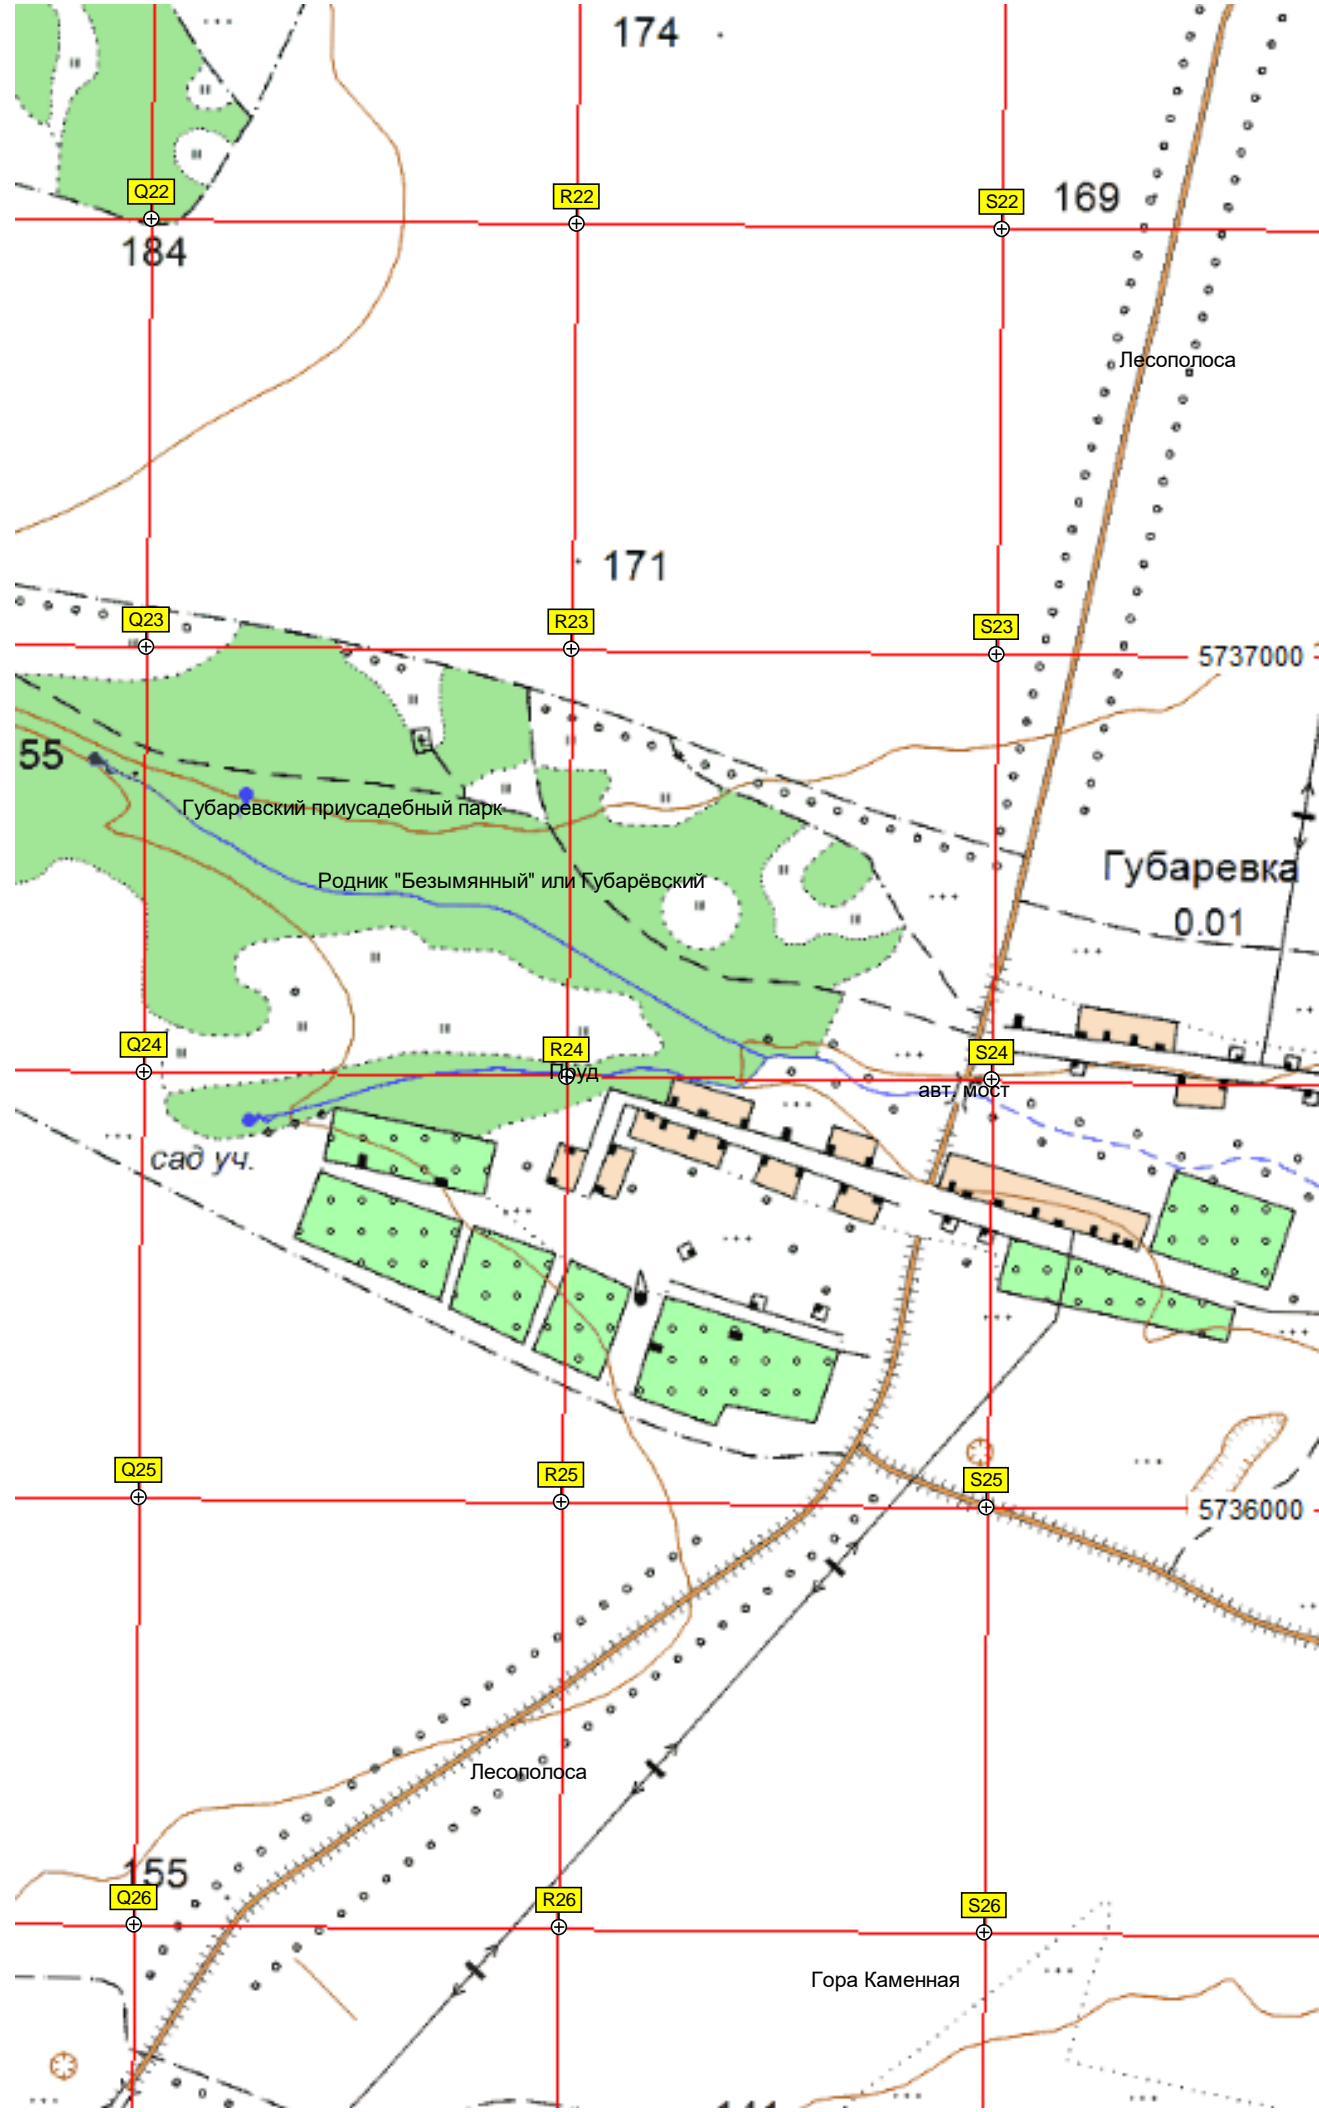 174
Q22
R22
S22
169
184
Лесополоса
171
Q23
R23
S23
5737000
55
Губаревский приусадебный парк
Губаревка
Родник "Безымянный" или Губарёвский
0.01
Q24
R24
S24
Пруд
авт. мост
сад уч.
Q25
R25
S25
5736000
Лесополоса
155
Q26
R26
S26
Гора Каменная